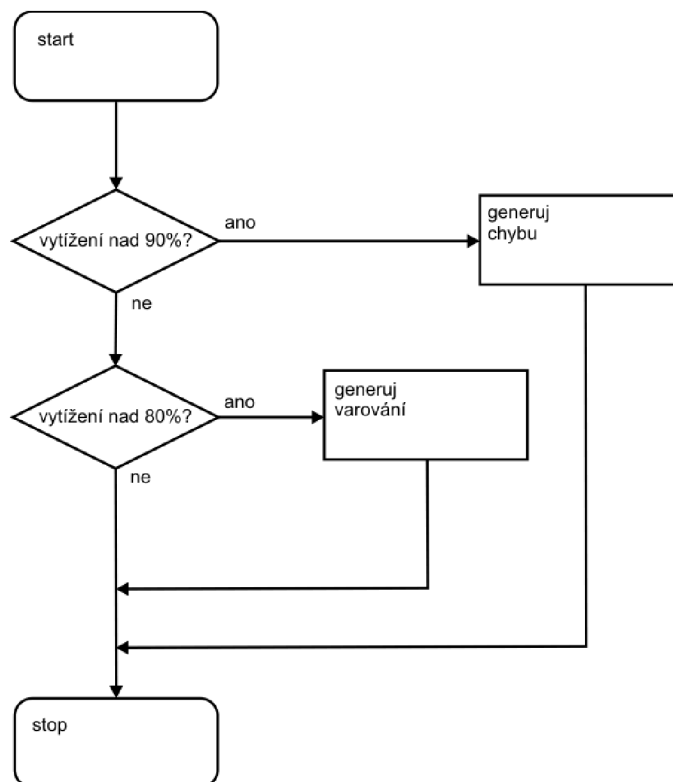 start
vytížení nad 90%?
ano
generuj
chybu
ne
vytížení nad 80%?
ano
generuj
varování
ne
stop